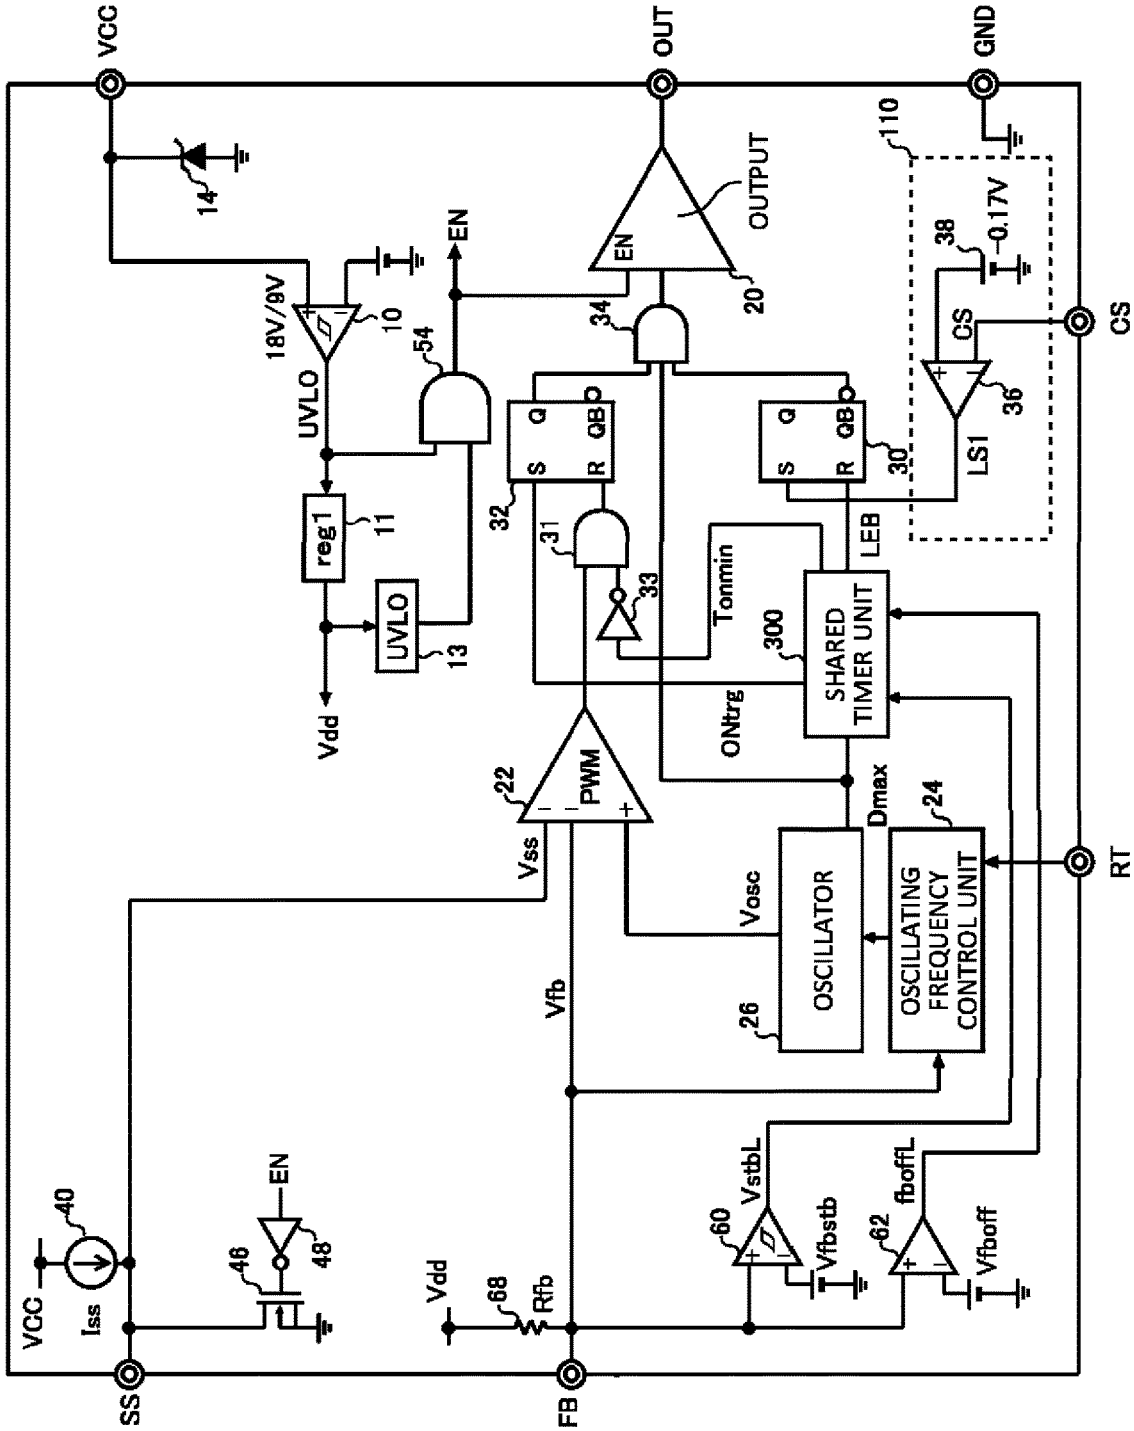 VCC
OUT
GND
14
18V/9V
10
UVLO
EN
54
reg1
11
UVLO
13
Vdd
EN
OUTPUT
20
34
110
38
-0.17V
CS
36
LS1
CS
32
S
Q
R
QB
31
33
S
Q
R
QB
30
LEB
Tonmin
ONtrg
300
SHARED
TIMER UNIT
22
PWM
Vss
Vfb
Vosc
Dmax
26
OSCILLATOR
24
OSCILLATING
FREQUENCY
CONTROL UNIT
RT
VCC
40
Iss
46
48
EN
SS
Vdd
68
Rfb
FB
60
VstbL
Vfbstb
62
fboffL
Vfboff
+
−
−
−
+
+
−
+
−
+
−